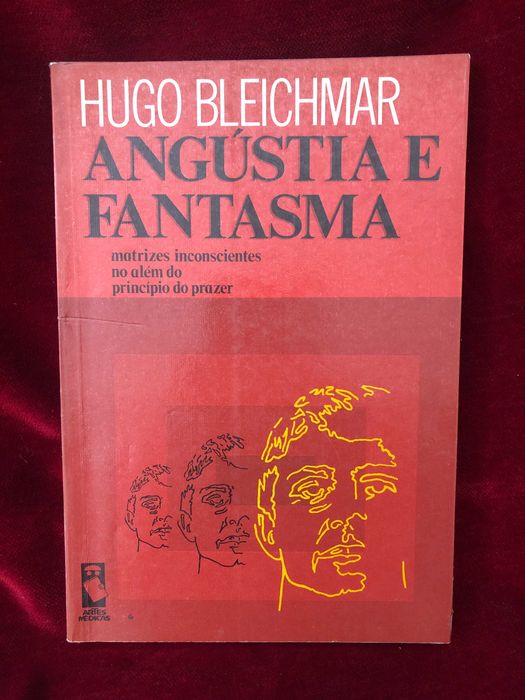 HUGO BLEICHMAR
ANGÚSTIA E
FANTASMA
matrizes inconscientes
no além do
princípio do prazer
ARTES
MÉDICAS